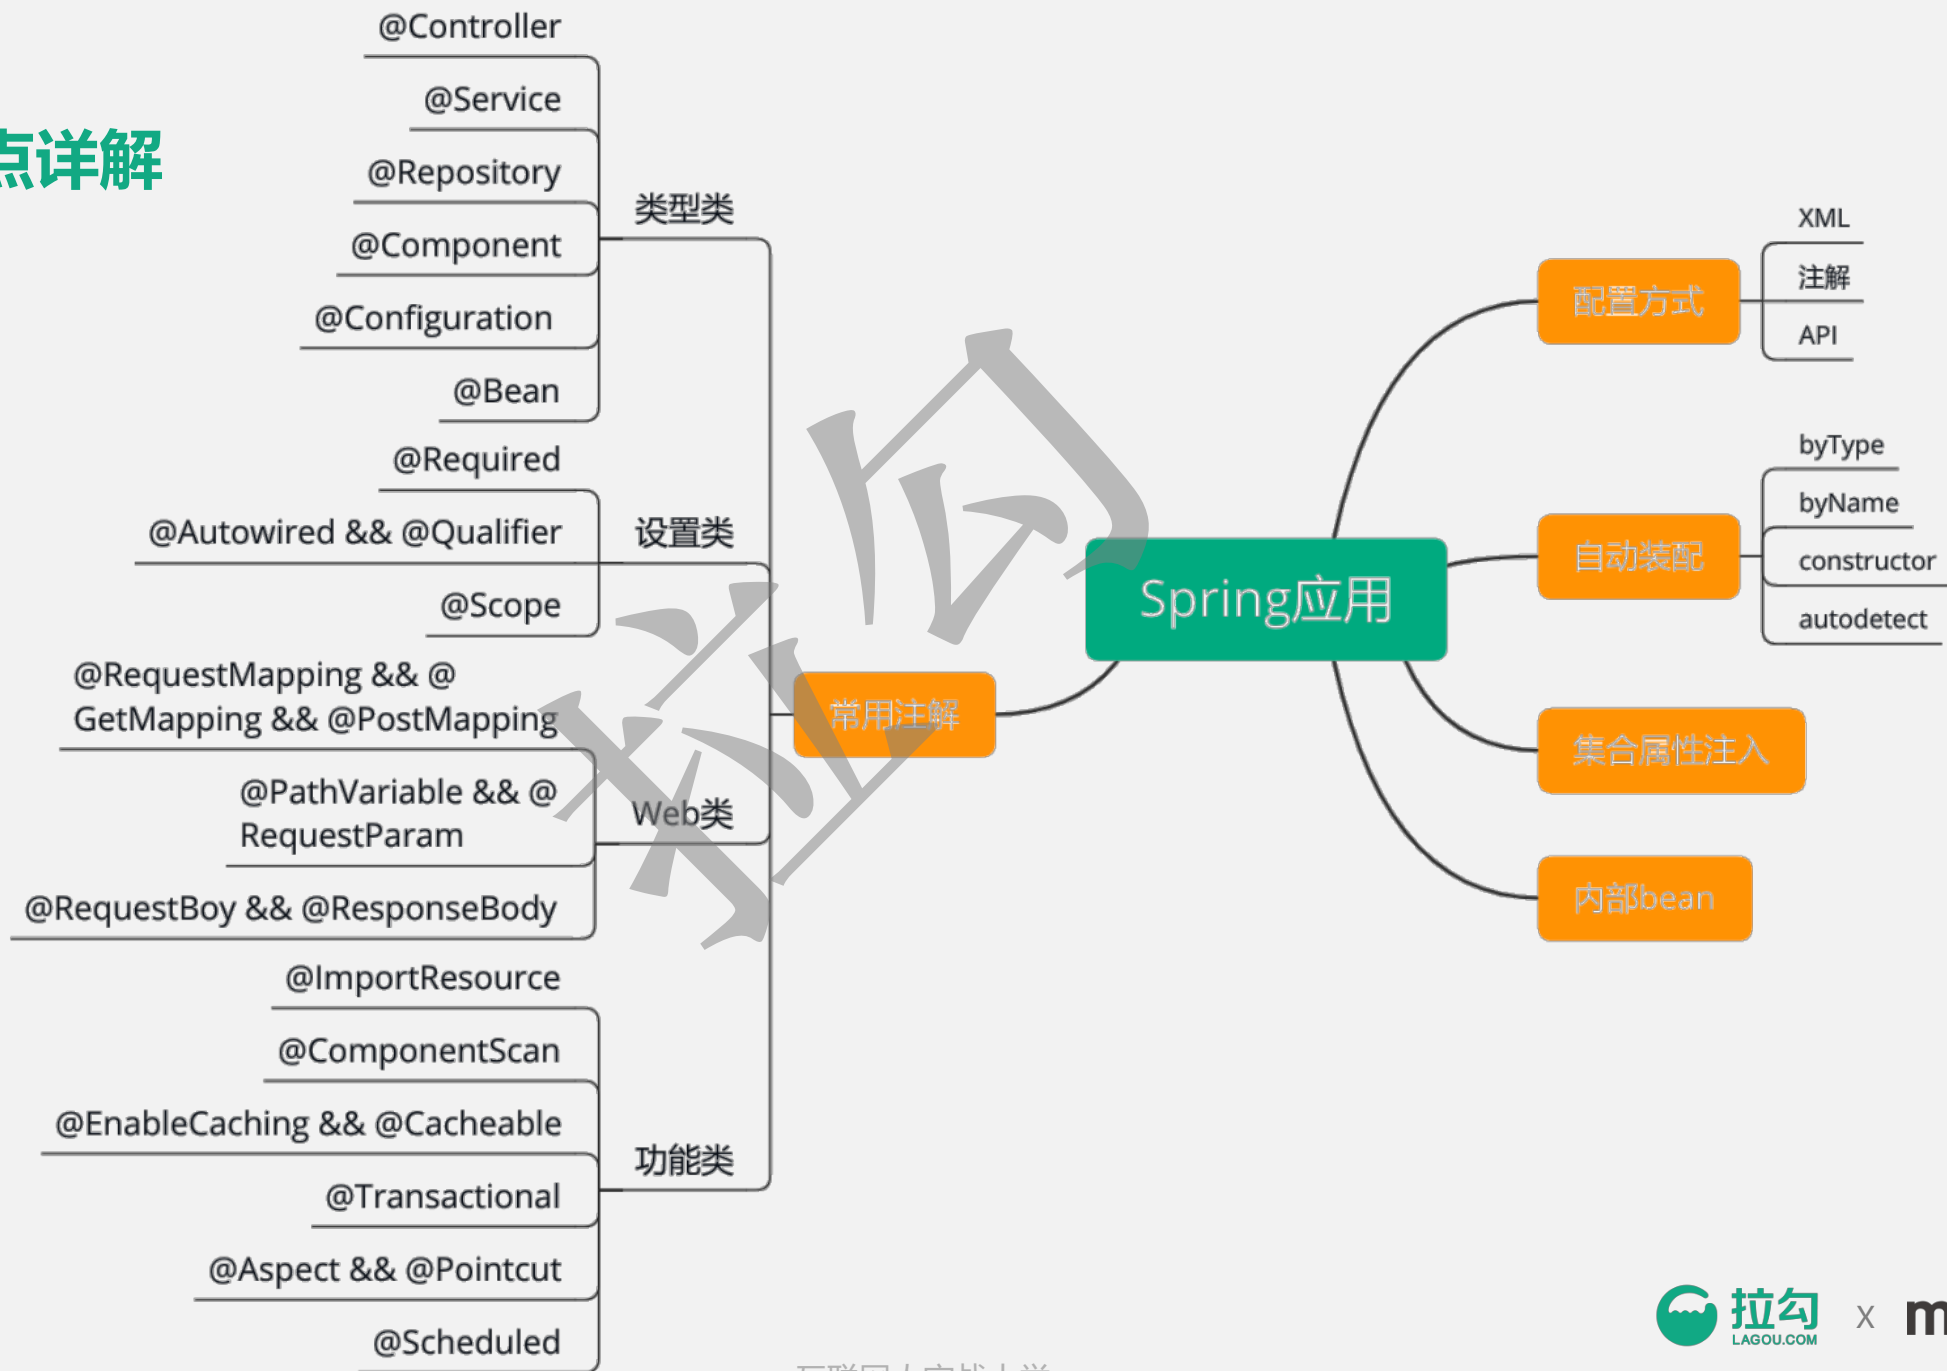 点详解
@Controller
@Service
@Repository
@Component
@Configuration
@Bean
类型类
@Required
@Autowired && @Qualifier
@Scope
设置类
@RequestMapping && @
GetMapping && @PostMapping
@PathVariable && @
RequestParam
@RequestBoy && @ResponseBody
Web类
@ImportResource
@ComponentScan
@EnableCaching && @Cacheable
@Transactional
@Aspect && @Pointcut
@Scheduled
功能类
常用注解
Spring应用
配置方式
XML
注解
API
自动装配
byType
byName
constructor
autodetect
集合属性注入
内部bean
拉勾
拉勾
LAGOU.COM
X
m